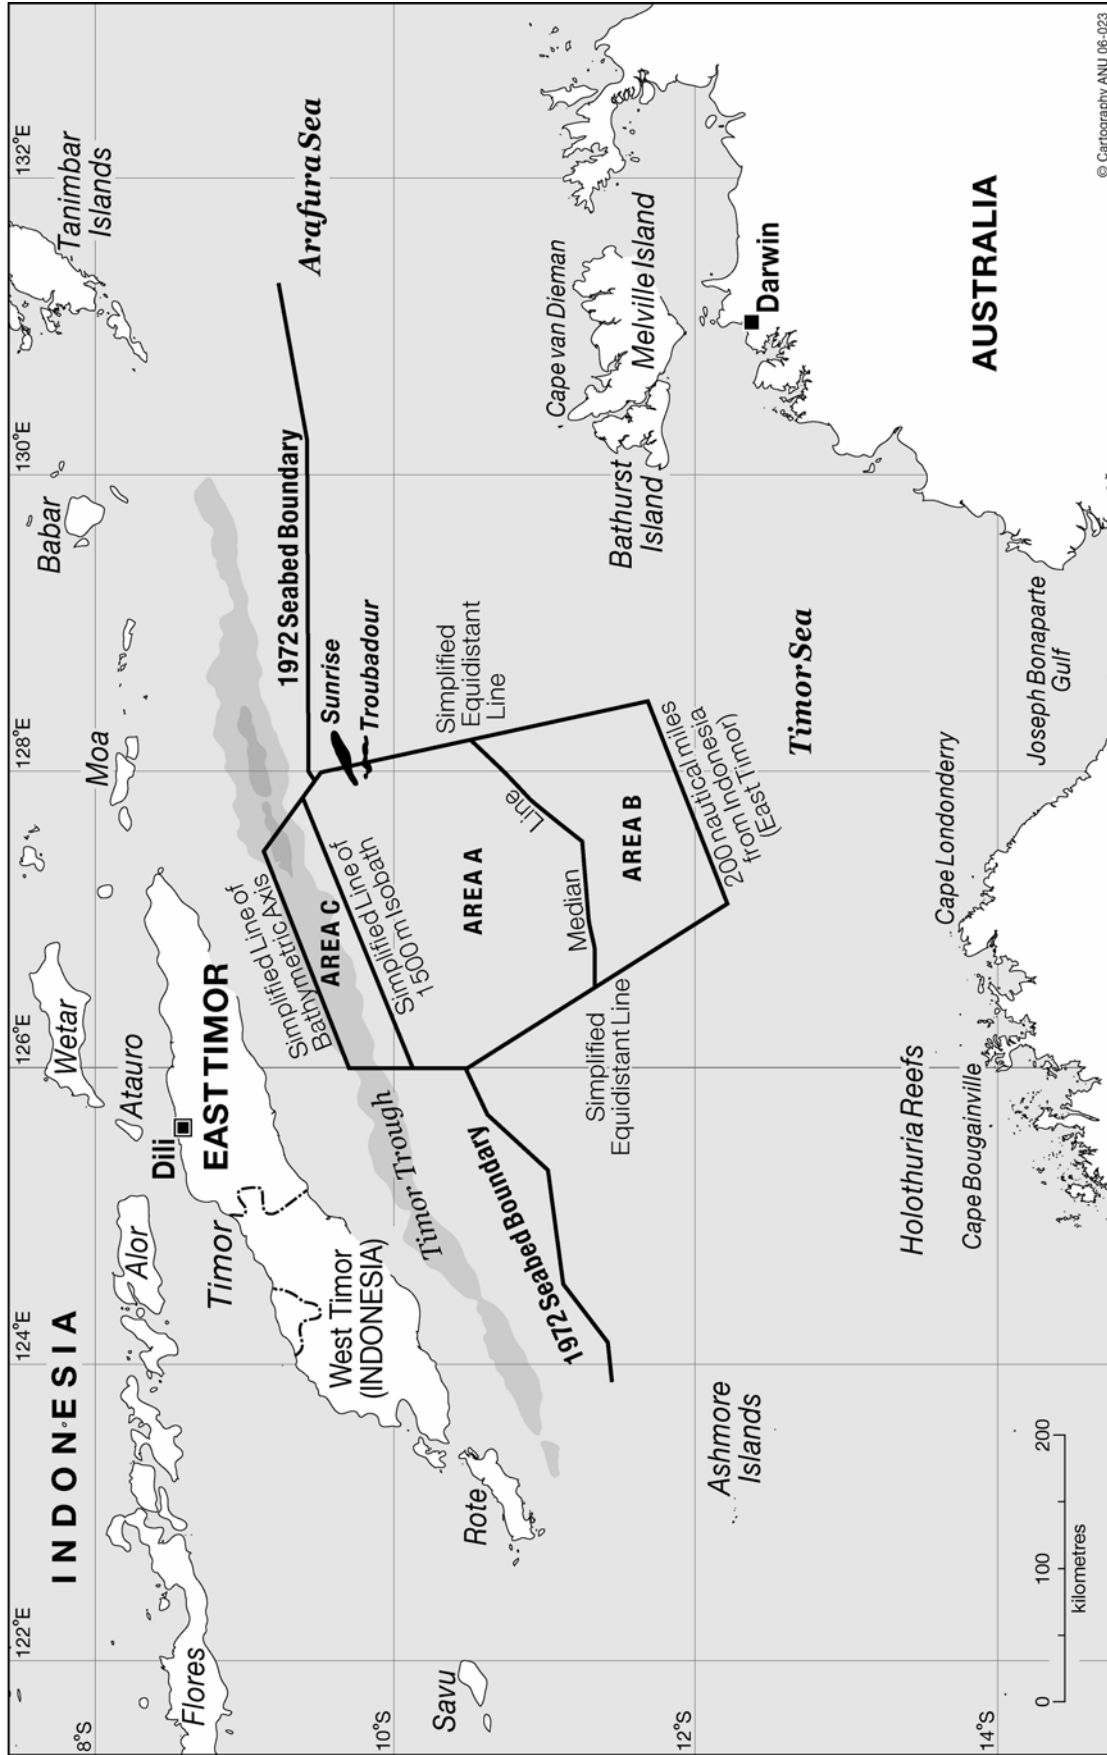 122°E
124°E
126°E
128°E
130°E
132°E
8°S
10°S
12°S
14°S
INDONESIA
Flores
Alor
Atauro
Wetar
Moa
Babar
Tanimbar
Islands
Dili
EAST TIMOR
Timor
West Timor
(INDONESIA)
Rote
Savu
Timor Trough
Arafura Sea
1972 Seabed Boundary
Simplified Line of
Bathymetric Axis
AREA C
Simplified Line of
1500 m Isobath
Sunrise
Troubadour
Simplified
Equidistant
Line
AREA A
Median
Line
AREA B
1972 Seabed Boundary
Simplified
Equidistant Line
200 nautical miles
from Indonesia
(East Timor)
Timor Sea
Cape van Dieman
Melville Island
Bathurst
Island
Darwin
AUSTRALIA
Ashmore
Islands
Holothuria Reefs
Cape Bougainville
Cape Londonderry
Joseph Bonaparte
Gulf
0
100
200
kilometres
© Cartography ANU 06-023